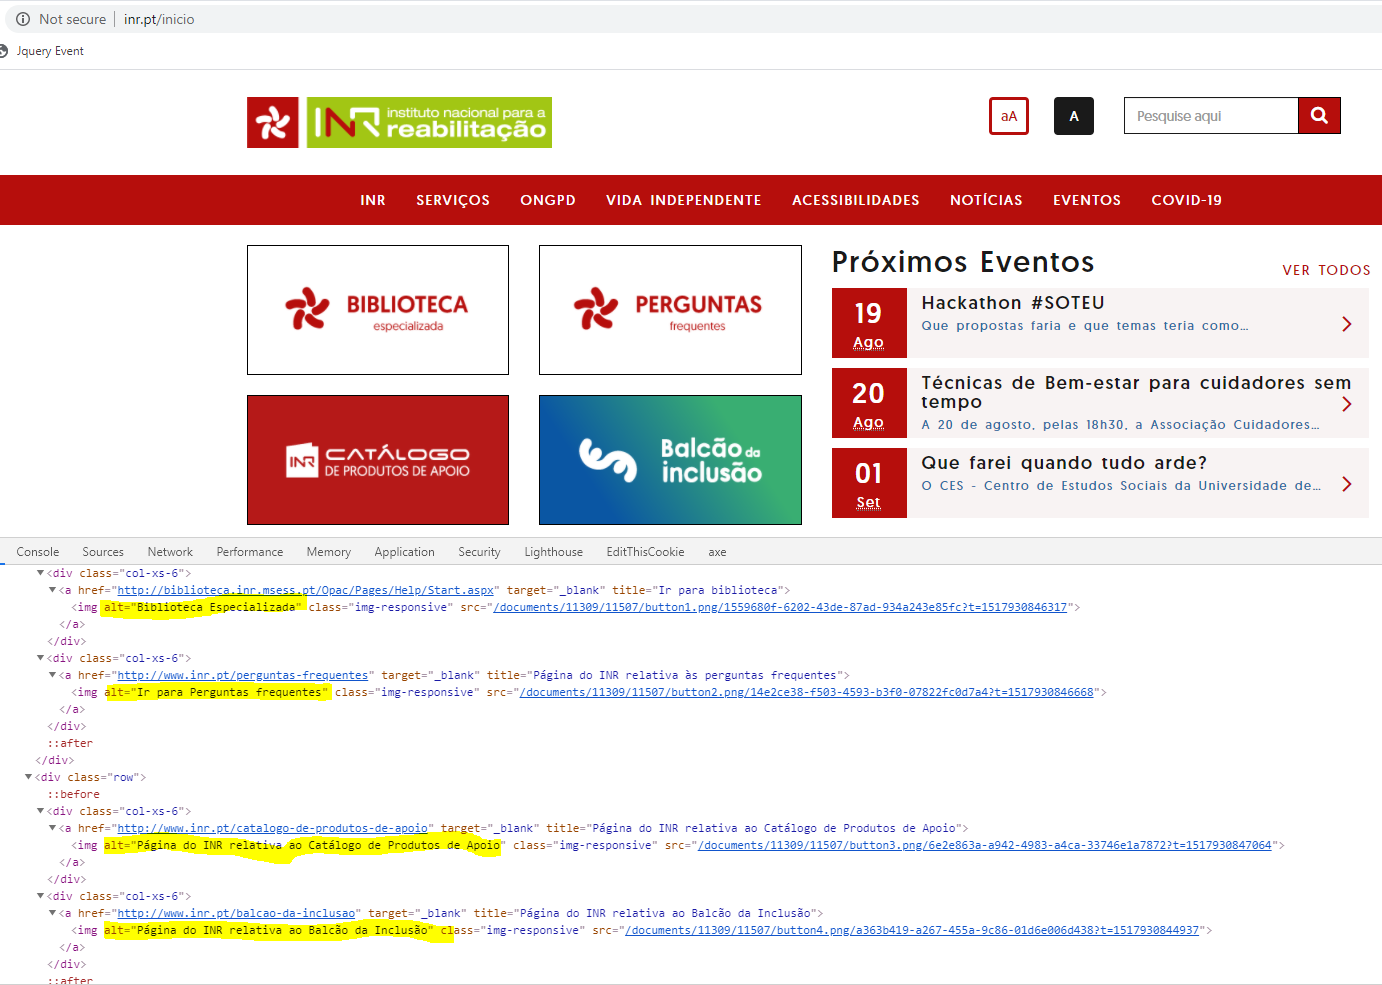 Not secure | inr.pt/inicio
Jquery Event
INR instituto nacional para a reabilitação
aA
A
Pesquise aqui
INR SERVIÇOS ONGPD VIDA INDEPENDENTE ACESSIBILIDADES NOTÍCIAS EVENTOS COVID-19
BIBLIOTECA
especializada
PERGUNTAS
frequentes
INR CATÁLOGO
DE PRODUTOS DE APOIO
Balcão da
inclusão
Próximos Eventos
VER TODOS
19
Ago
Hackathon #SOTEU
Que propostas faria e que temas teria como...
20
Ago
Técnicas de Bem-estar para cuidadores sem
tempo
A 20 de agosto, pelas 18h30, a Associação Cuidadores...
01
Set
Que farei quando tudo arde?
O CES - Centro de Estudos Sociais da Universidade de...
Console Sources Network Performance Memory Application Security Lighthouse EditThisCookie axe
▼<div class="col-xs-6">
▼<a href="http://biblioteca.inr.msess.pt/Opac/Pages/Help/Start.aspx" target="_blank" title="Ir para biblioteca">
<img alt="Biblioteca Especializada" class="img-responsive" src="/documents/11309/11507/button1.png/1559680f-6202-43de-87ad-934a243e85fc?t=1517930846317">
</a>
</div>
▼<div class="col-xs-6">
▼<a href="http://www.inr.pt/perguntas-frequentes" target="_blank" title="Página do INR relativa às perguntas frequentes">
<img alt="Ir para Perguntas frequentes" class="img-responsive" src="/documents/11309/11507/button2.png/14e2ce38-f503-4593-b3f0-07822fc0d7a4?t=1517930846668">
</a>
</div>
::after
</div>
▼<div class="row">
::before
▼<div class="col-xs-6">
▼<a href="http://www.inr.pt/catalogo-de-produtos-de-apoio" target="_blank" title="Página do INR relativa ao Catálogo de Produtos de Apoio">
<img alt="Página do INR relativa ao Catálogo de Produtos de Apoio" class="img-responsive" src="/documents/11309/11507/button3.png/6e2e863a-a942-4983-a4ca-33746e1a7872?t=1517930847064">
</a>
</div>
▼<div class="col-xs-6">
▼<a href="http://www.inr.pt/balcao-da-inclusao" target="_blank" title="Página do INR relativa ao Balcão da Inclusão">
<img alt="Página do INR relativa ao Balcão da Inclusão" class="img-responsive" src="/documents/11309/11507/button4.png/a363b419-a267-455a-9c86-01d6e006d438?t=1517930844937">
</a>
</div>
::after